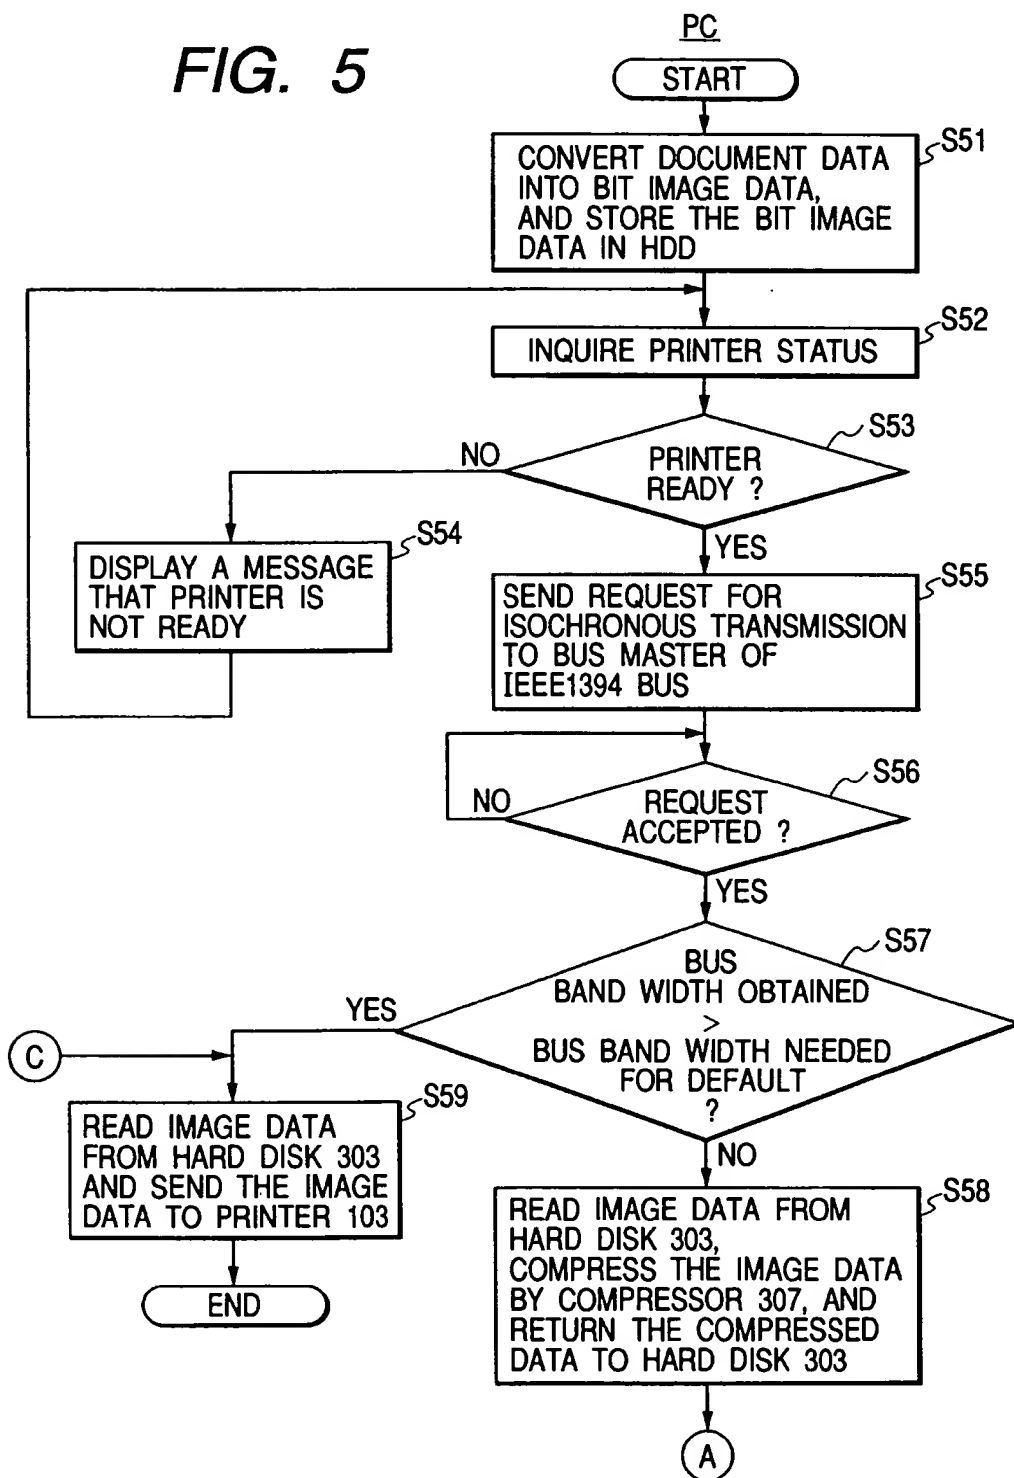 FIG. 5
PC
START
S51
CONVERT DOCUMENT DATA
INTO BIT IMAGE DATA,
AND STORE THE BIT IMAGE
DATA IN HDD
S52
INQUIRE PRINTER STATUS
S53
NO
PRINTER
READY ?
YES
S54
DISPLAY A MESSAGE
THAT PRINTER IS
NOT READY
S55
SEND REQUEST FOR
ISOCHRONOUS TRANSMISSION
TO BUS MASTER OF
IEEE1394 BUS
S56
NO
REQUEST
ACCEPTED ?
YES
S57
BUS
BAND WIDTH OBTAINED
>
BUS BAND WIDTH NEEDED
FOR DEFAULT
?
YES
C
NO
S59
READ IMAGE DATA
FROM HARD DISK 303
AND SEND THE IMAGE
DATA TO PRINTER 103
END
S58
READ IMAGE DATA FROM
HARD DISK 303,
COMPRESS THE IMAGE DATA
BY COMPRESSOR 307, AND
RETURN THE COMPRESSED
DATA TO HARD DISK 303
A